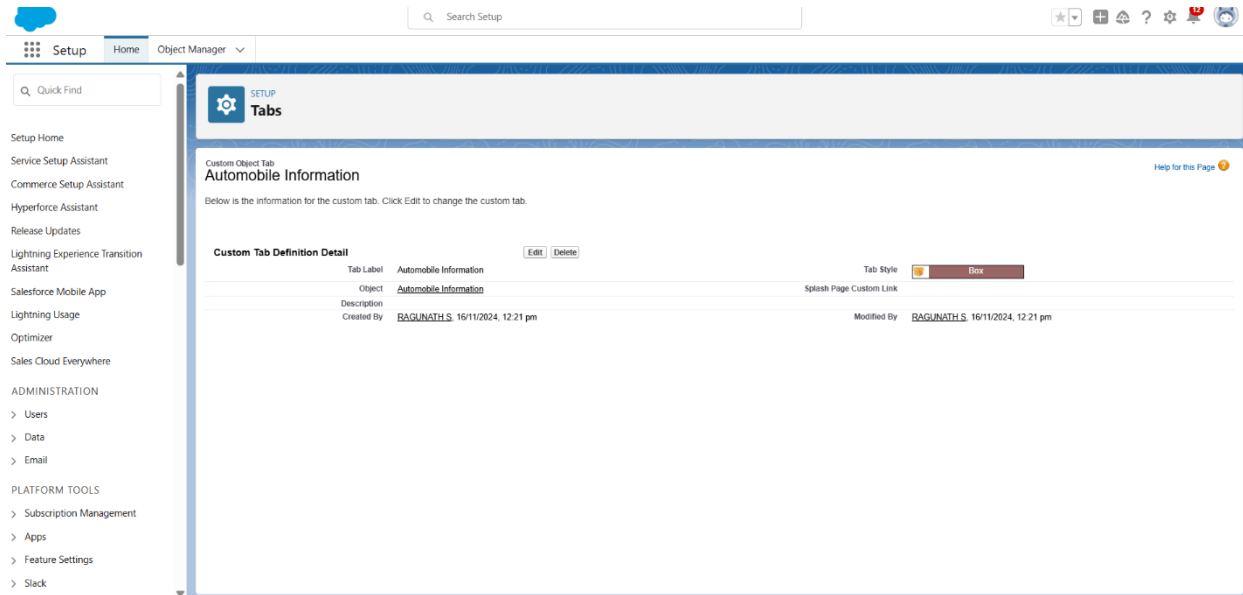 Search Setup
12
Setup Home Object Manager
Quick Find
Setup Home
Service Setup Assistant
Commerce Setup Assistant
Hyperforce Assistant
Release Updates
Lightning Experience Transition
Assistant
Salesforce Mobile App
Lightning Usage
Optimizer
Sales Cloud Everywhere
ADMINISTRATION
Users
Data
Email
PLATFORM TOOLS
Subscription Management
Apps
Feature Settings
Slack
SETUP
Tabs
Custom Object Tab
Automobile Information
Help for this Page ?
Below is the information for the custom tab. Click Edit to change the custom tab.
Custom Tab Definition Detail Edit Delete
Tab Label Automobile Information Tab Style Box
Object Automobile Information Splash Page Custom Link
Description
Created By RAGUNATH S, 16/11/2024, 12:21 pm Modified By RAGUNATH S, 16/11/2024, 12:21 pm